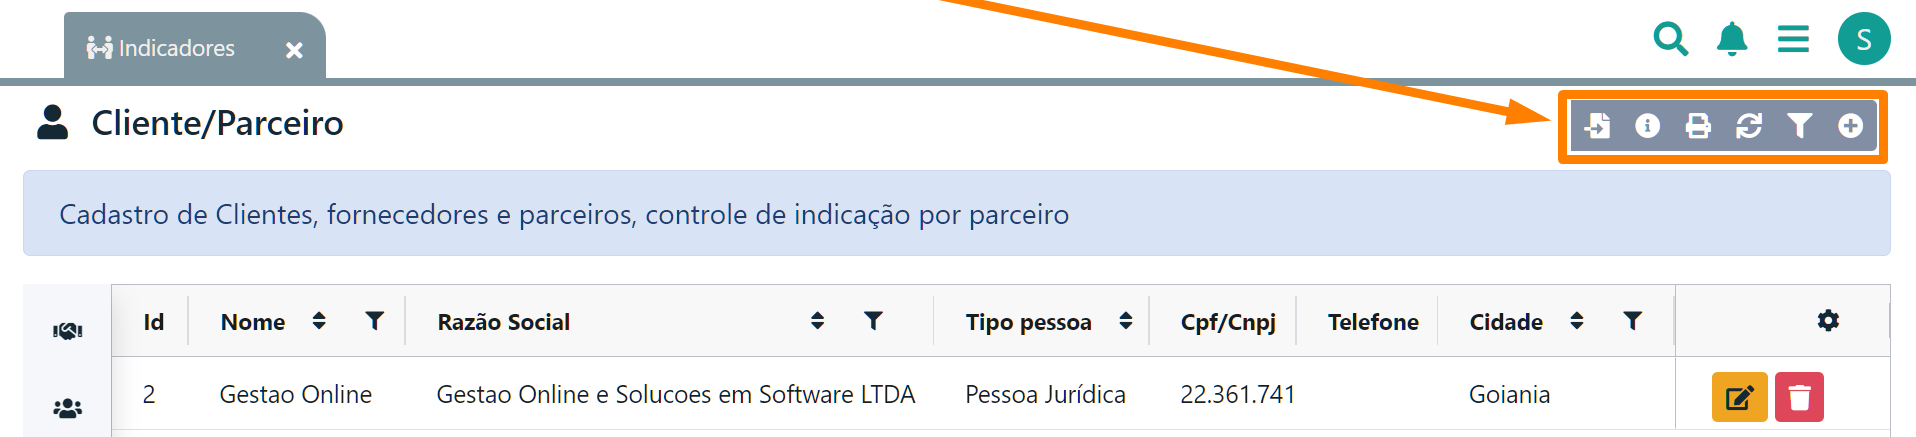 Indicadores
S
Cliente/Parceiro
Cadastro de Clientes, fornecedores e parceiros, controle de indicação por parceiro
Id Nome Razão Social Tipo pessoa Cpf/Cnpj Telefone Cidade
2 Gestao Online Gestao Online e Solucoes em Software LTDA Pessoa Jurídica 22.361.741 Goiania